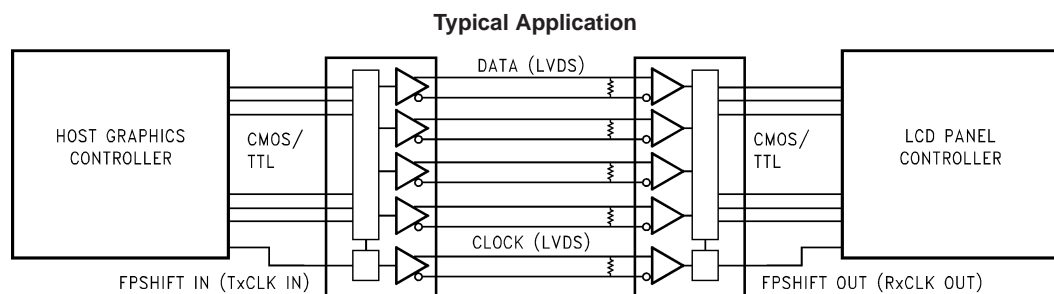 Typical Application
DATA (LVDS)
HOST GRAPHICS
CONTROLLER
CMOS/
TTL
CMOS/
TTL
LCD PANEL
CONTROLLER
CLOCK (LVDS)
FPSHIFT IN (TxCLK IN)
FPSHIFT OUT (RxCLK OUT)